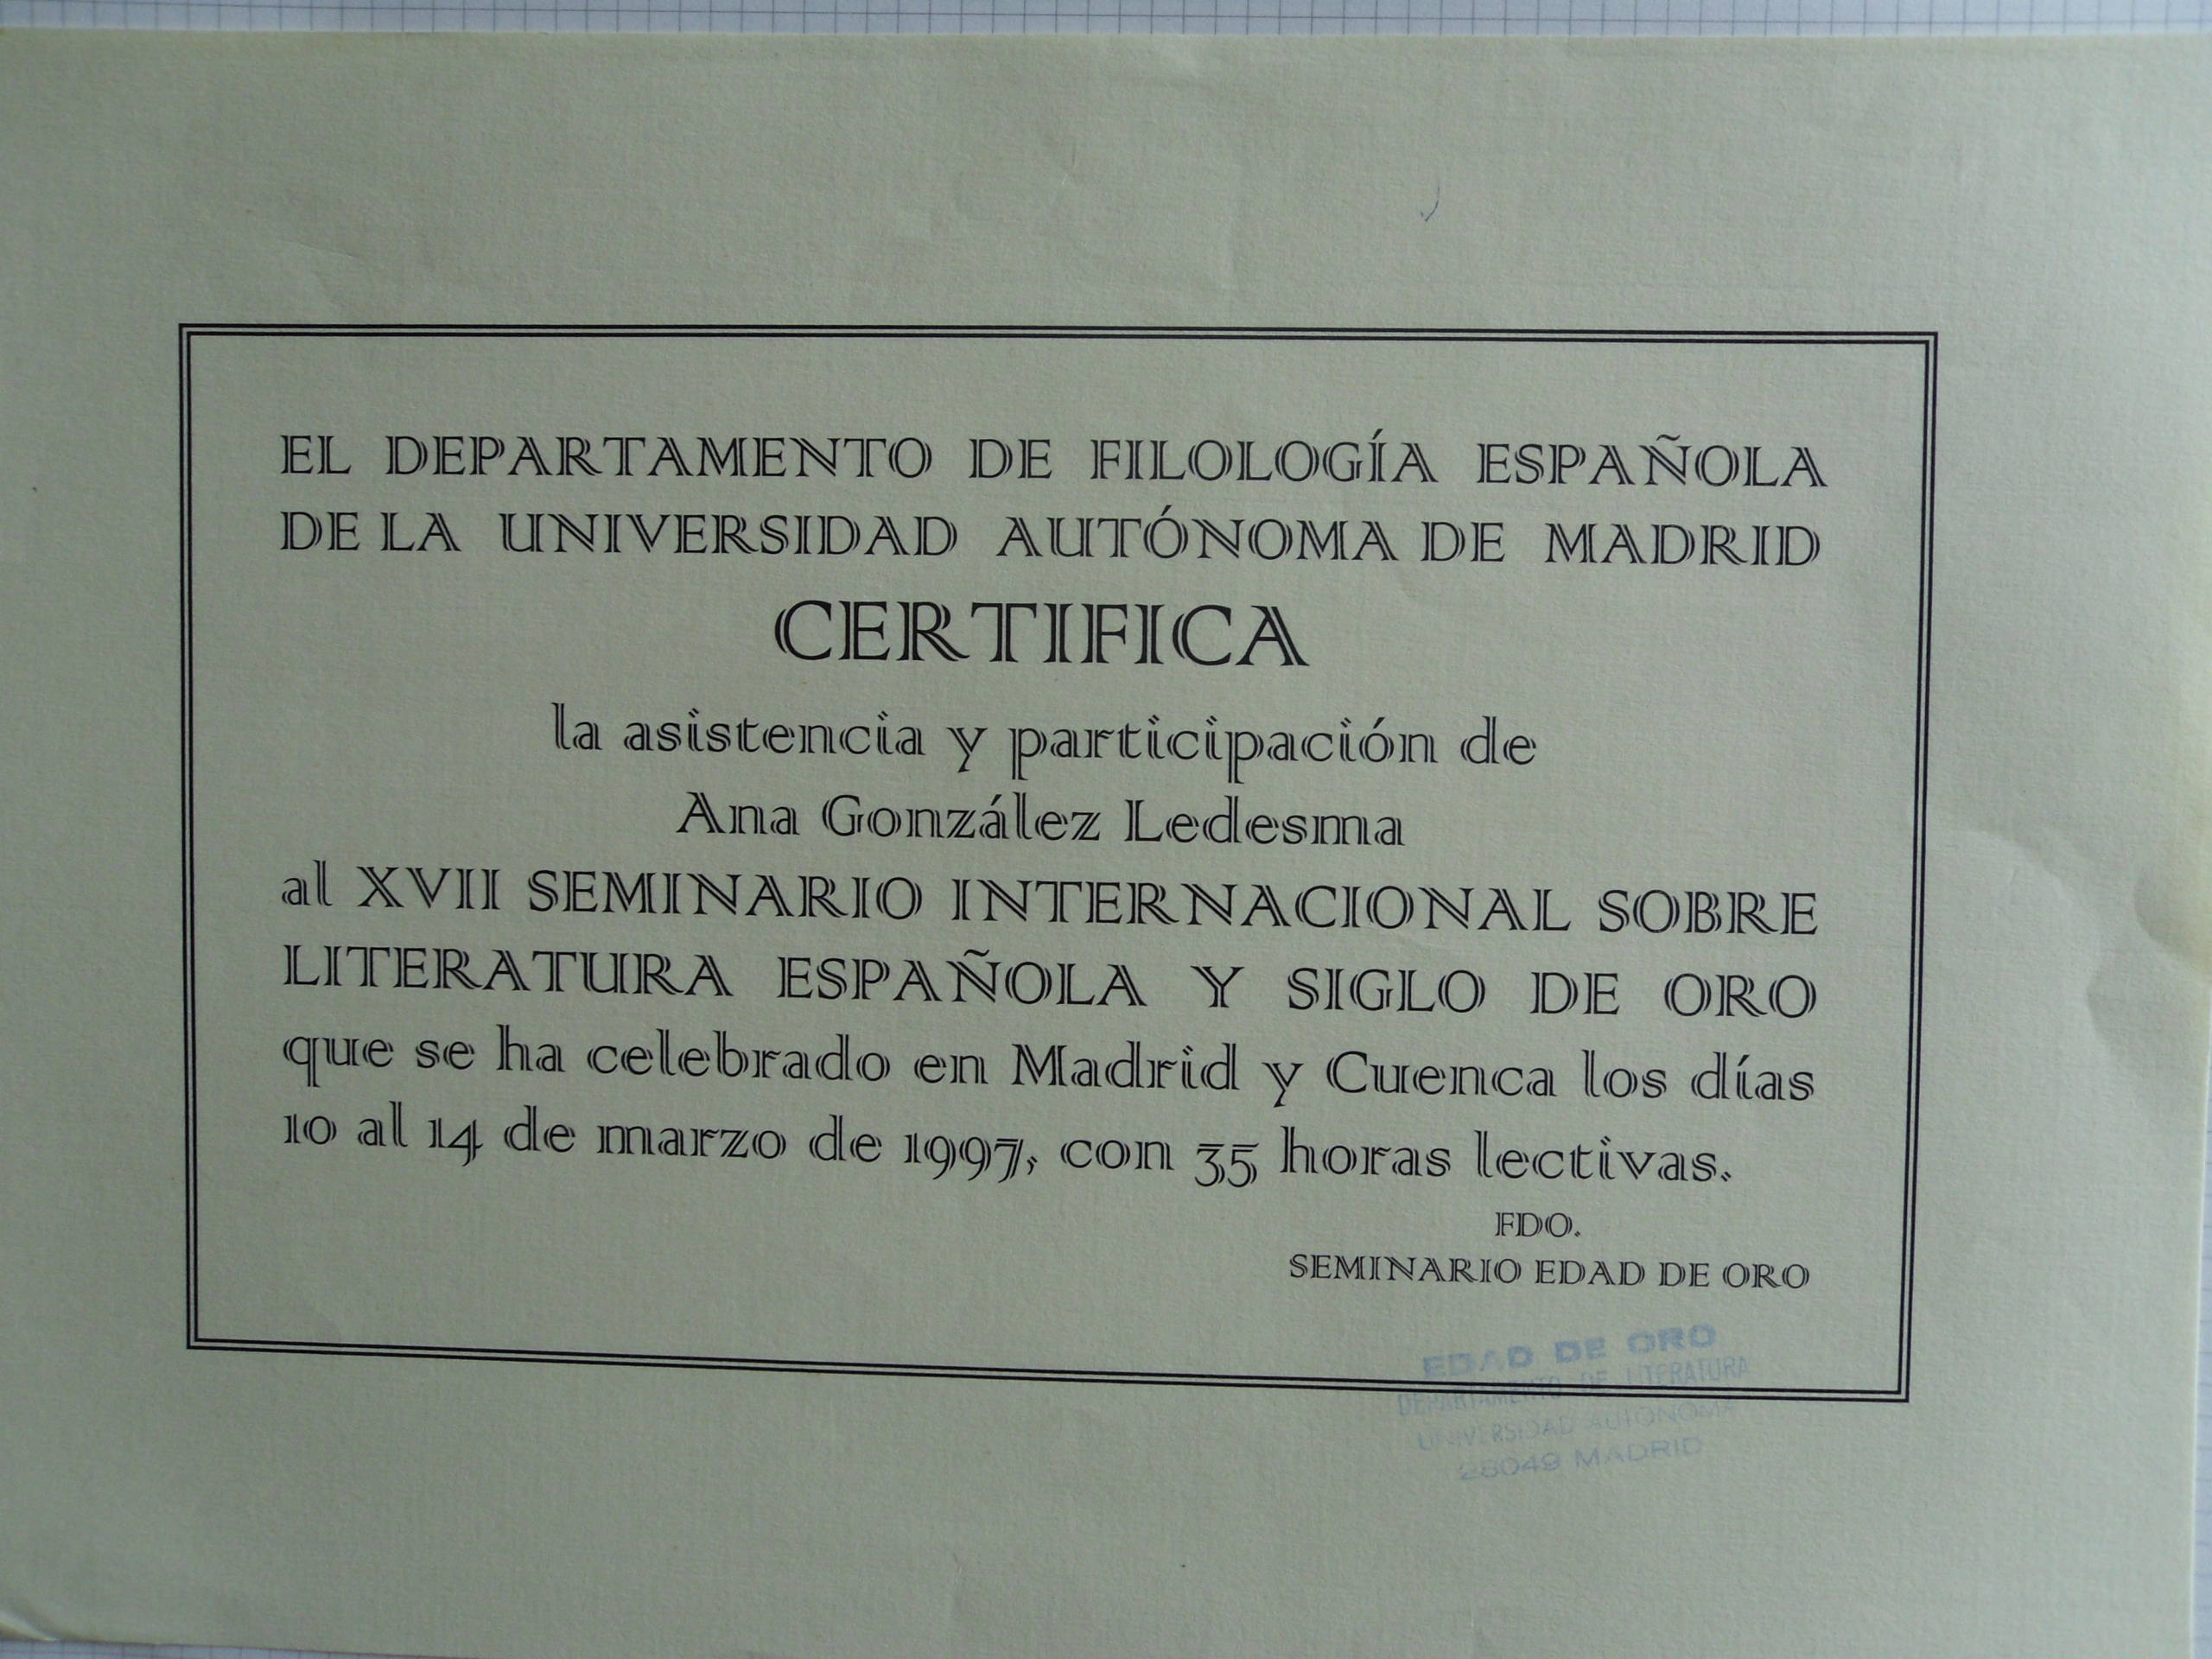 EL DEPARTAMENTO DE FILOLOGÍA ESPAÑOLA
DE LA UNIVERSIDAD AUTÓNOMA DE MADRID
CERTIFICA
la asistencia y participación de
Ana González Ledesma
al XVII SEMINARIO INTERNACIONAL SOBRE
LITERATURA ESPAÑOLA Y SIGLO DE ORO
que se ha celebrado en Madrid y Cuenca los días
10 al 14 de marzo de 1997, con 35 horas lectivas.
FDO.
SEMINARIO EDAD DE ORO
EDAD DE ORO
DEPARTAMENTO DE LITERATURA
UNIVERSIDAD AUTONOMA
28049 MADRID